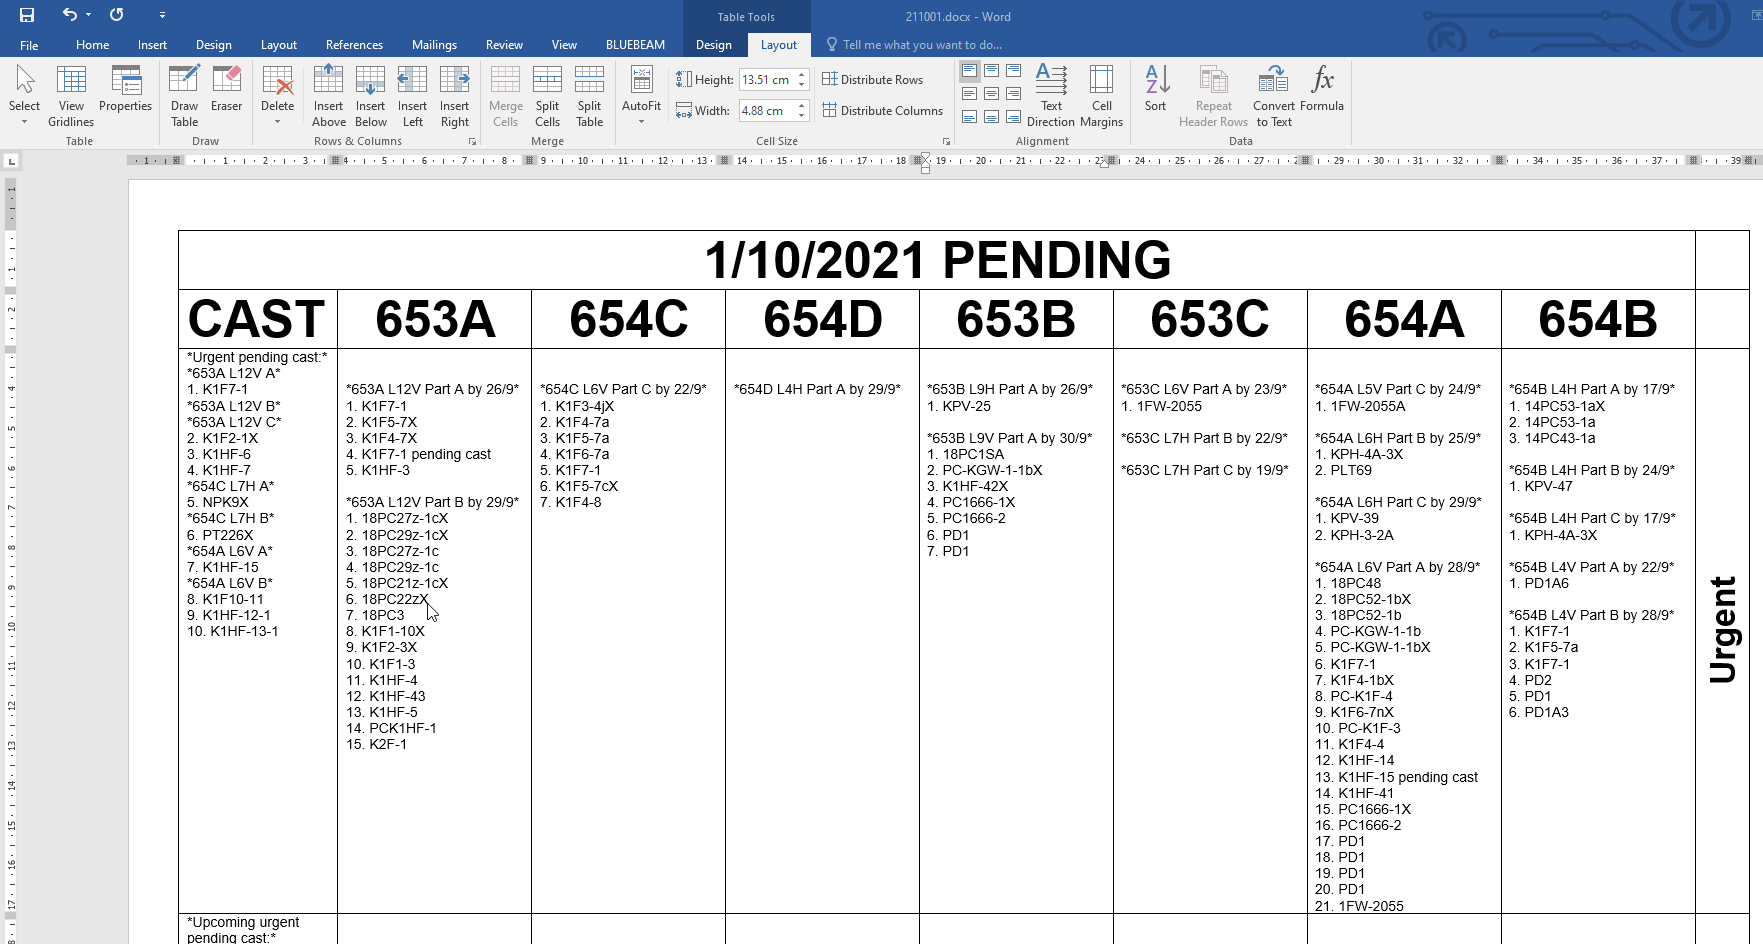 Table Tools
211001.docx - Word
File Home Insert Design Layout References Mailings Review View BLUEBEAM Design Layout Tell me what you want to do...
Select
View Gridlines
Properties
Table
Draw Table
Eraser
Draw
Delete
Insert Above
Insert Below
Insert Left
Insert Right
Rows & Columns
Merge Cells
Split Cells
Split Table
Merge
AutoFit
Height: 13.51 cm
Width: 4.88 cm
Distribute Rows
Distribute Columns
Cell Size
Text Direction
Cell Margins
Alignment
Sort
Repeat Header Rows
Convert to Text
Formula
Data
1/10/2021 PENDING
CAST
653A
654C
654D
653B
653C
654A
654B
*Urgent pending cast:*
*653A L12V A*
1. K1F7-1
*653A L12V B*
*653A L12V C*
2. K1F2-1X
3. K1HF-6
4. K1HF-7
*654C L7H A*
5. NPK9X
*654C L7H B*
6. PT226X
*654A L6V A*
7. K1HF-15
*654A L6V B*
8. K1F10-11
9. K1HF-12-1
10. K1HF-13-1
*653A L12V Part A by 26/9*
1. K1F7-1
2. K1F5-7X
3. K1F4-7X
4. K1F7-1 pending cast
5. K1HF-3
*653A L12V Part B by 29/9*
1. 18PC27z-1cX
2. 18PC29z-1cX
3. 18PC27z-1c
4. 18PC29z-1c
5. 18PC21z-1cX
6. 18PC22zX
7. 18PC3
8. K1F1-10X
9. K1F2-3X
10. K1F1-3
11. K1HF-4
12. K1HF-43
13. K1HF-5
14. PCK1HF-1
15. K2F-1
*654C L6V Part C by 22/9*
1. K1F3-4jX
2. K1F4-7a
3. K1F5-7a
4. K1F6-7a
5. K1F7-1
6. K1F5-7cX
7. K1F4-8
*654D L4H Part A by 29/9*
*653B L9H Part A by 26/9*
1. KPV-25
*653B L9V Part A by 30/9*
1. 18PC1SA
2. PC-KGW-1-1bX
3. K1HF-42X
4. PC1666-1X
5. PC1666-2
6. PD1
7. PD1
*653C L6V Part A by 23/9*
1. 1FW-2055
*653C L7H Part B by 22/9*
*653C L7H Part C by 19/9*
*654A L5V Part C by 24/9*
1. 1FW-2055A
*654A L6H Part B by 25/9*
1. KPH-4A-3X
2. PLT69
*654A L6H Part C by 29/9*
1. KPV-39
2. KPH-3-2A
*654A L6V Part A by 28/9*
1. 18PC48
2. 18PC52-1bX
3. 18PC52-1b
4. PC-KGW-1-1b
5. PC-KGW-1-1bX
6. K1F7-1
7. K1F4-1bX
8. PC-K1F-4
9. K1F6-7nX
10. PC-K1F-3
11. K1F4-4
12. K1HF-14
13. K1HF-15 pending cast
14. K1HF-41
15. PC1666-1X
16. PC1666-2
17. PD1
18. PD1
19. PD1
20. PD1
21. 1FW-2055
*654B L4H Part A by 17/9*
1. 14PC53-1aX
2. 14PC53-1a
3. 14PC43-1a
*654B L4H Part B by 24/9*
1. KPV-47
*654B L4H Part C by 17/9*
1. KPH-4A-3X
*654B L4V Part A by 22/9*
1. PD1A6
*654B L4V Part B by 28/9*
1. K1F7-1
2. K1F5-7a
3. K1F7-1
4. PD2
5. PD1
6. PD1A3
Urgent
*Upcoming urgent
pending cast:*